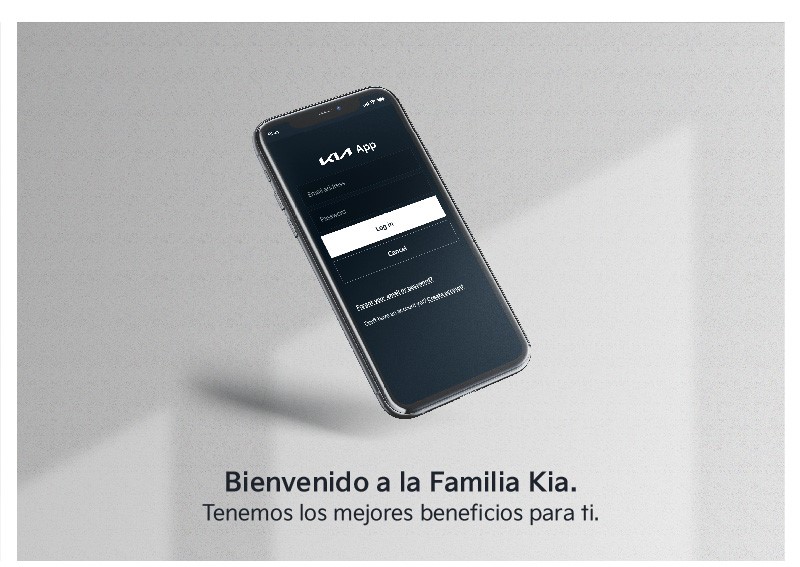 KIA App
Email address
Password
Log in
Cancel
Forgot your email or password?
Don't have an account yet? Create account
Bienvenido a la Familia Kia.
Tenemos los mejores beneficios para ti.